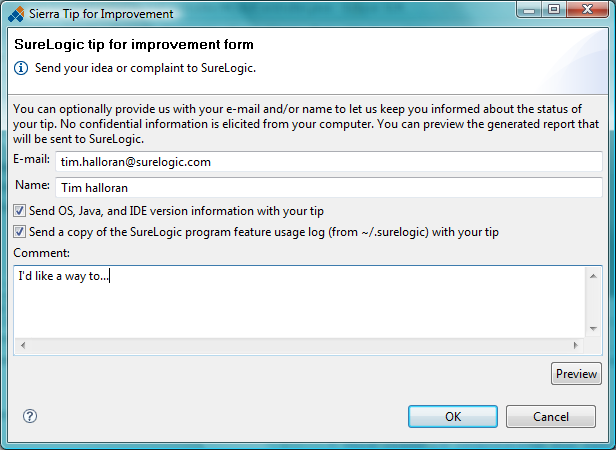 Sierra Tip for Improvement
SureLogic tip for improvement form
Send your idea or complaint to SureLogic.
You can optionally provide us with your e-mail and/or name to let us keep you informed about the status of
your tip. No confidential information is elicited from your computer. You can preview the generated report that
will be sent to SureLogic.
E-mail: tim.halloran@surelogic.com
Name: Tim halloran
Send OS, Java, and IDE version information with your tip
Send a copy of the SureLogic program feature usage log (from ~/.surelogic) with your tip
Comment:
I'd like a way to...
Preview
OK Cancel